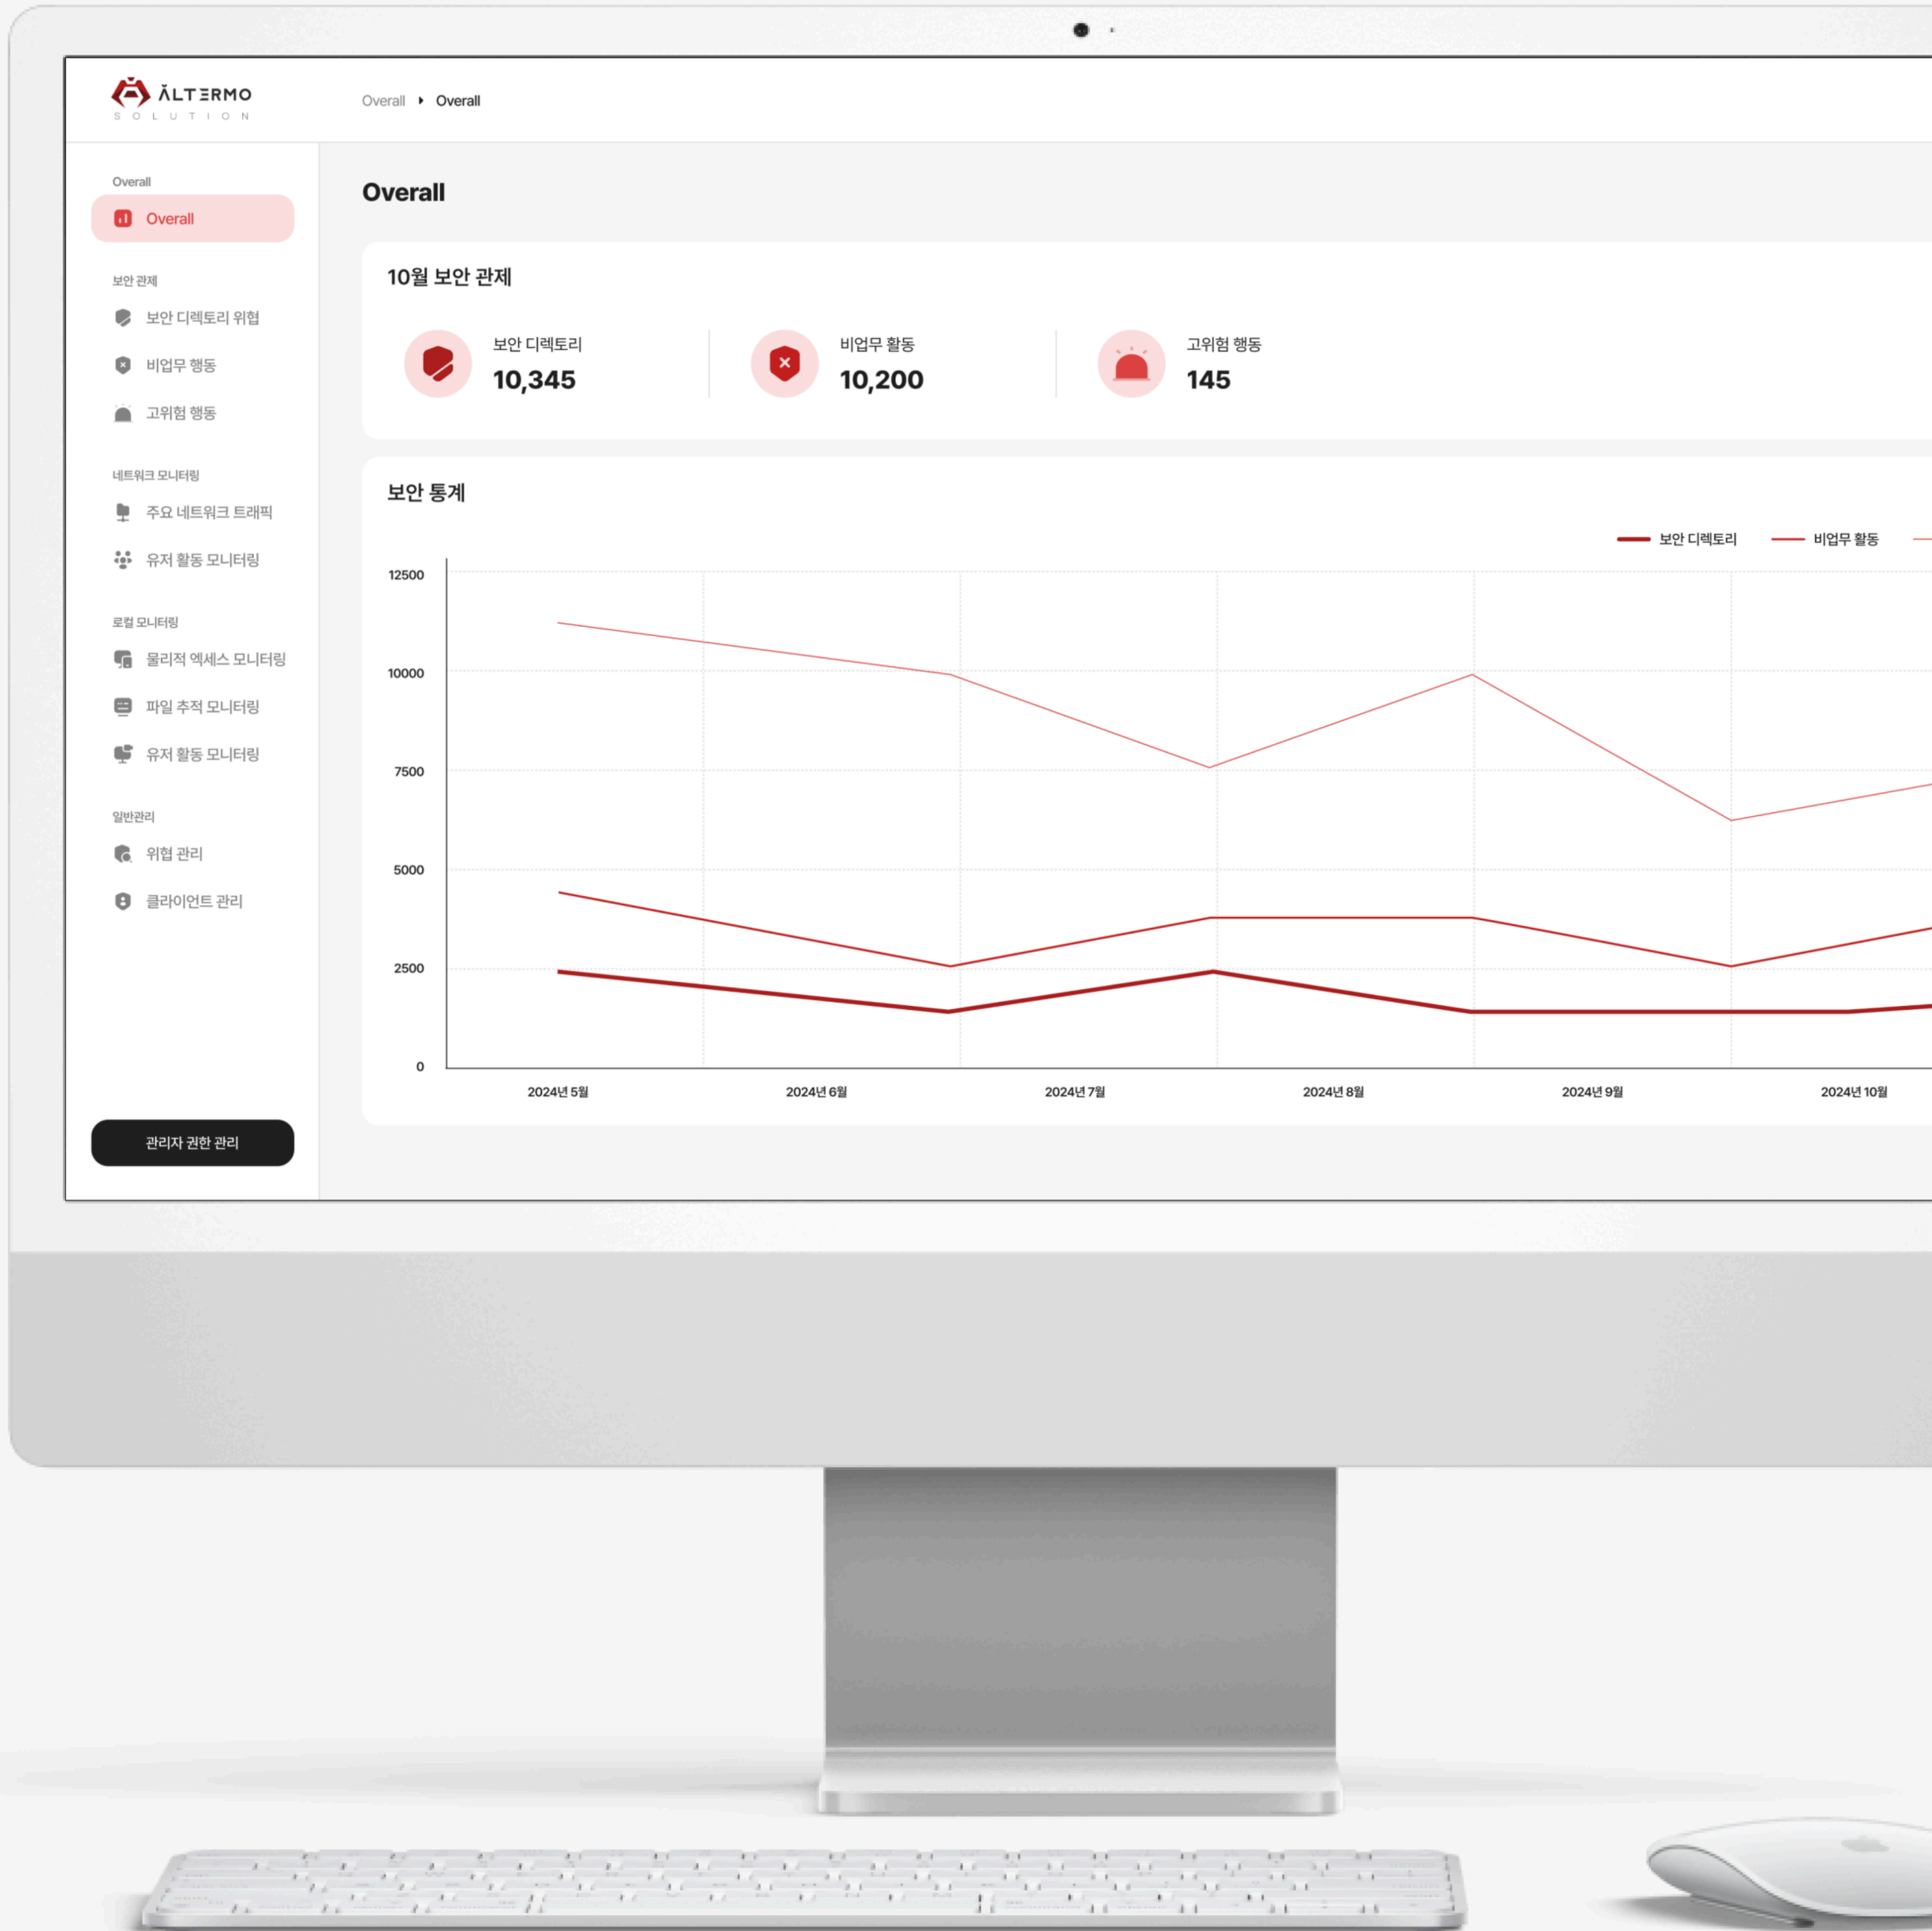 ĂLTERMO
SOLUTION
Overall
Overall
Overall
Overall
보안 관제
보안 디렉토리 위협
비업무 행동
고위험 행동
네트워크 모니터링
주요 네트워크 트래픽
유저 활동 모니터링
로컬 모니터링
물리적 엑세스 모니터링
파일 추적 모니터링
유저 활동 모니터링
일반관리
위협 관리
클라이언트 관리
관리자 권한 관리
Overall
10월 보안 관제
보안 디렉토리
10,345
비업무 활동
10,200
고위험 행동
145
보안 통계
보안 디렉토리
비업무 활동
12500
10000
7500
5000
2500
0
2024년 5월
2024년 6월
2024년 7월
2024년 8월
2024년 9월
2024년 10월